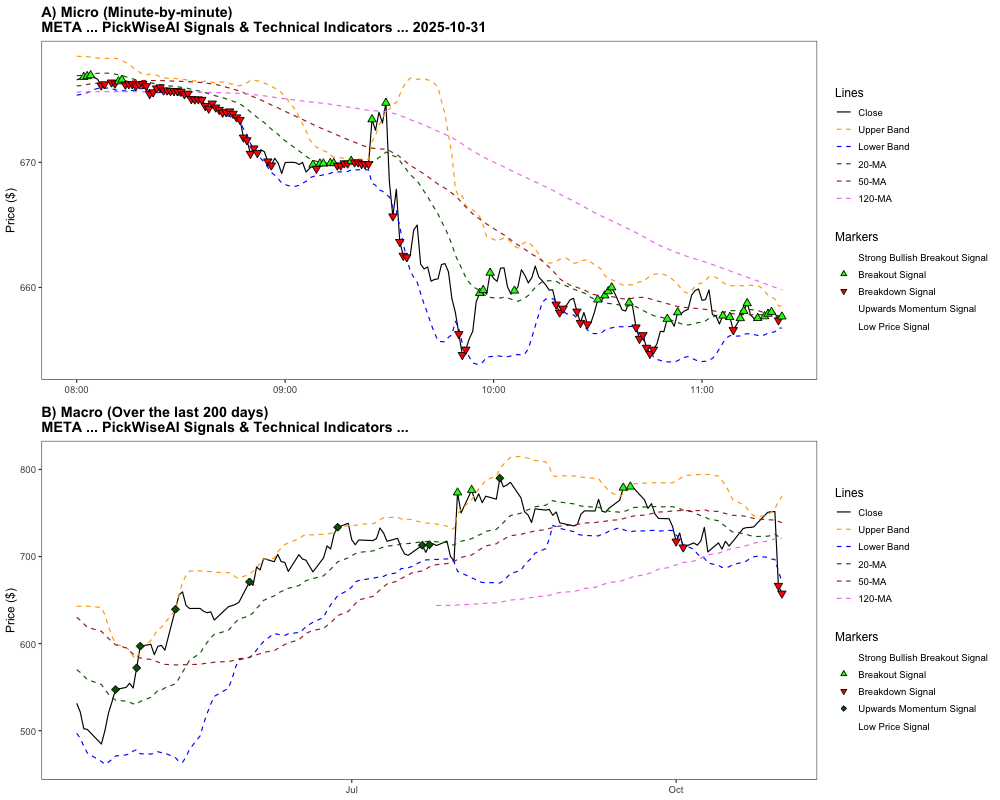 A) Micro (Minute-by-minute)
META ... PickWiseAI Signals & Technical Indicators ... 2025-10-31
Price ($)
670
660
08:00
09:00
10:00
11:00
Lines
Close
Upper Band
Lower Band
20-MA
50-MA
120-MA
Markers
Strong Bullish Breakout Signal
Breakout Signal
Breakdown Signal
Upwards Momentum Signal
Low Price Signal
B) Macro (Over the last 200 days)
META ... PickWiseAI Signals & Technical Indicators ...
Price ($)
800
700
600
500
Jul
Oct
Lines
Close
Upper Band
Lower Band
20-MA
50-MA
120-MA
Markers
Strong Bullish Breakout Signal
Breakout Signal
Breakdown Signal
Upwards Momentum Signal
Low Price Signal